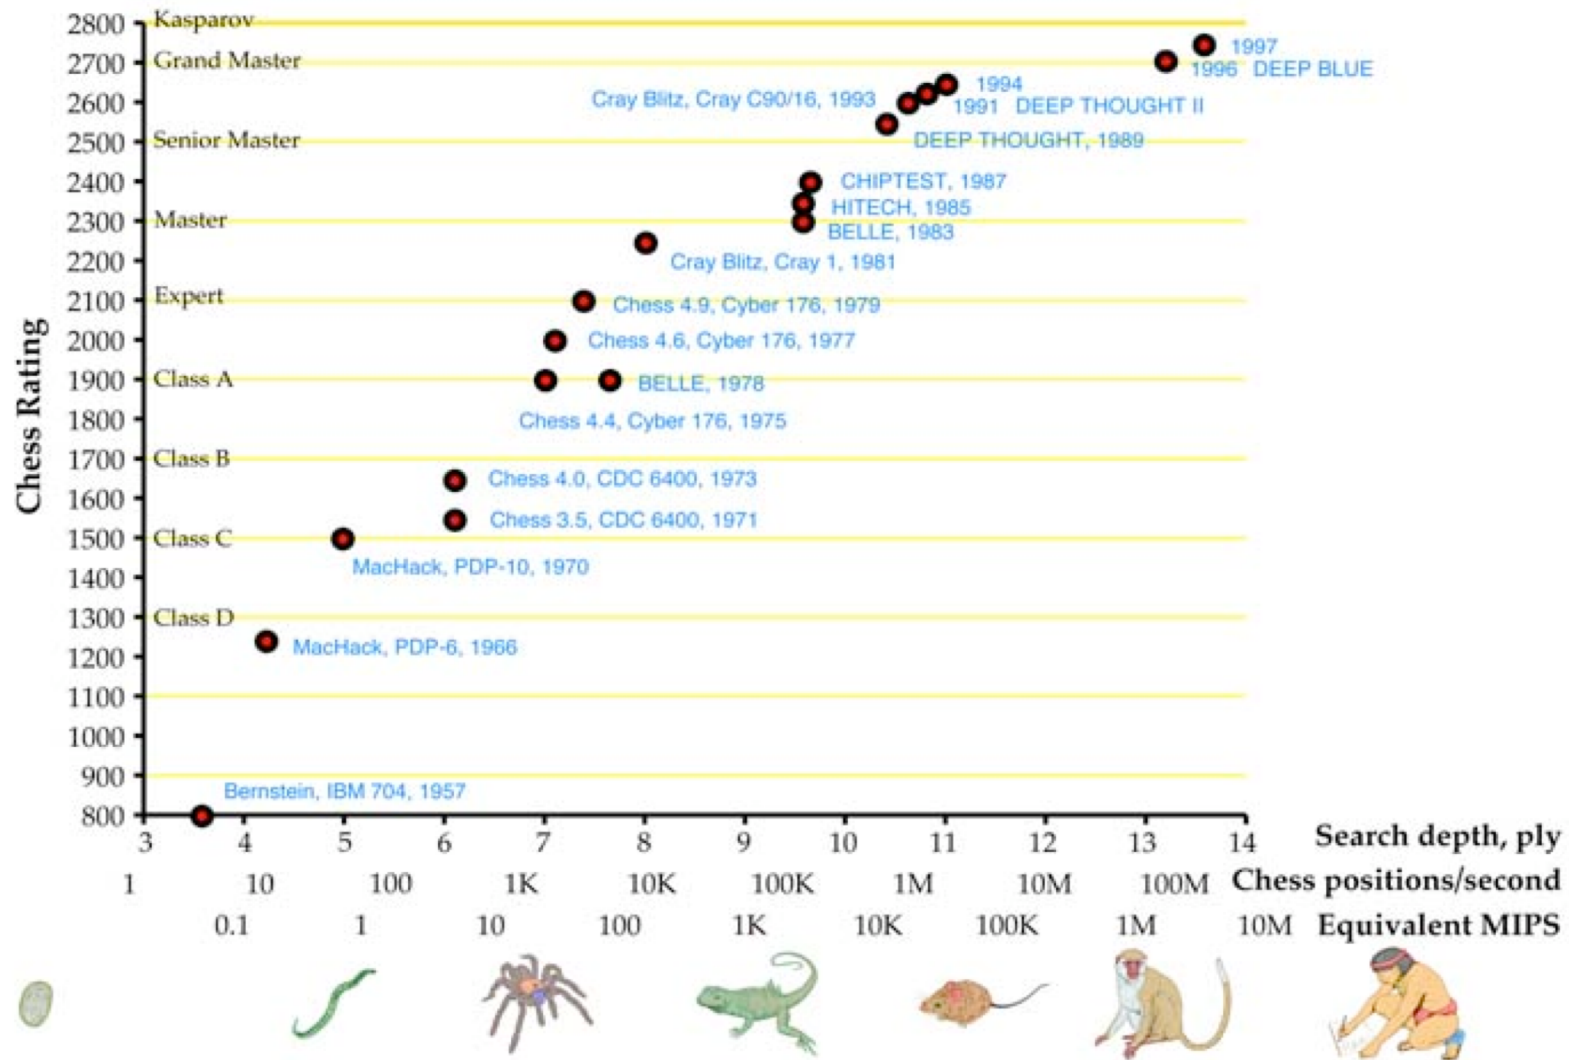 2800 Kasparov
1997
2700 Grand Master
1996 DEEP BLUE
1994
2600 Cray Blitz, Cray C90/16, 1993
1991 DEEP THOUGHT II
2500 Senior Master
DEEP THOUGHT, 1989
2400 CHIPTEST, 1987
HITECH, 1985
2300 Master
BELLE, 1983
2200 Cray Blitz, Cray 1, 1981
2100 Expert
Chess 4.9, Cyber 176, 1979
2000 Chess 4.6, Cyber 176, 1977
1900 Class A
BELLE, 1978
1800 Chess 4.4, Cyber 176, 1975
1700 Class B
Chess 4.0, CDC 6400, 1973
1600
Chess 3.5, CDC 6400, 1971
1500 Class C
MacHack, PDP-10, 1970
1400
1300 Class D
MacHack, PDP-6, 1966
1200
1100
1000
900
Bernstein, IBM 704, 1957
800
Chess Rating
3 4 5 6 7 8 9 10 11 12 13 14 Search depth, ply
1 10 100 1K 10K 100K 1M 10M 100M Chess positions/second
0.1 1 10 100 1K 10K 100K 1M 10M Equivalent MIPS